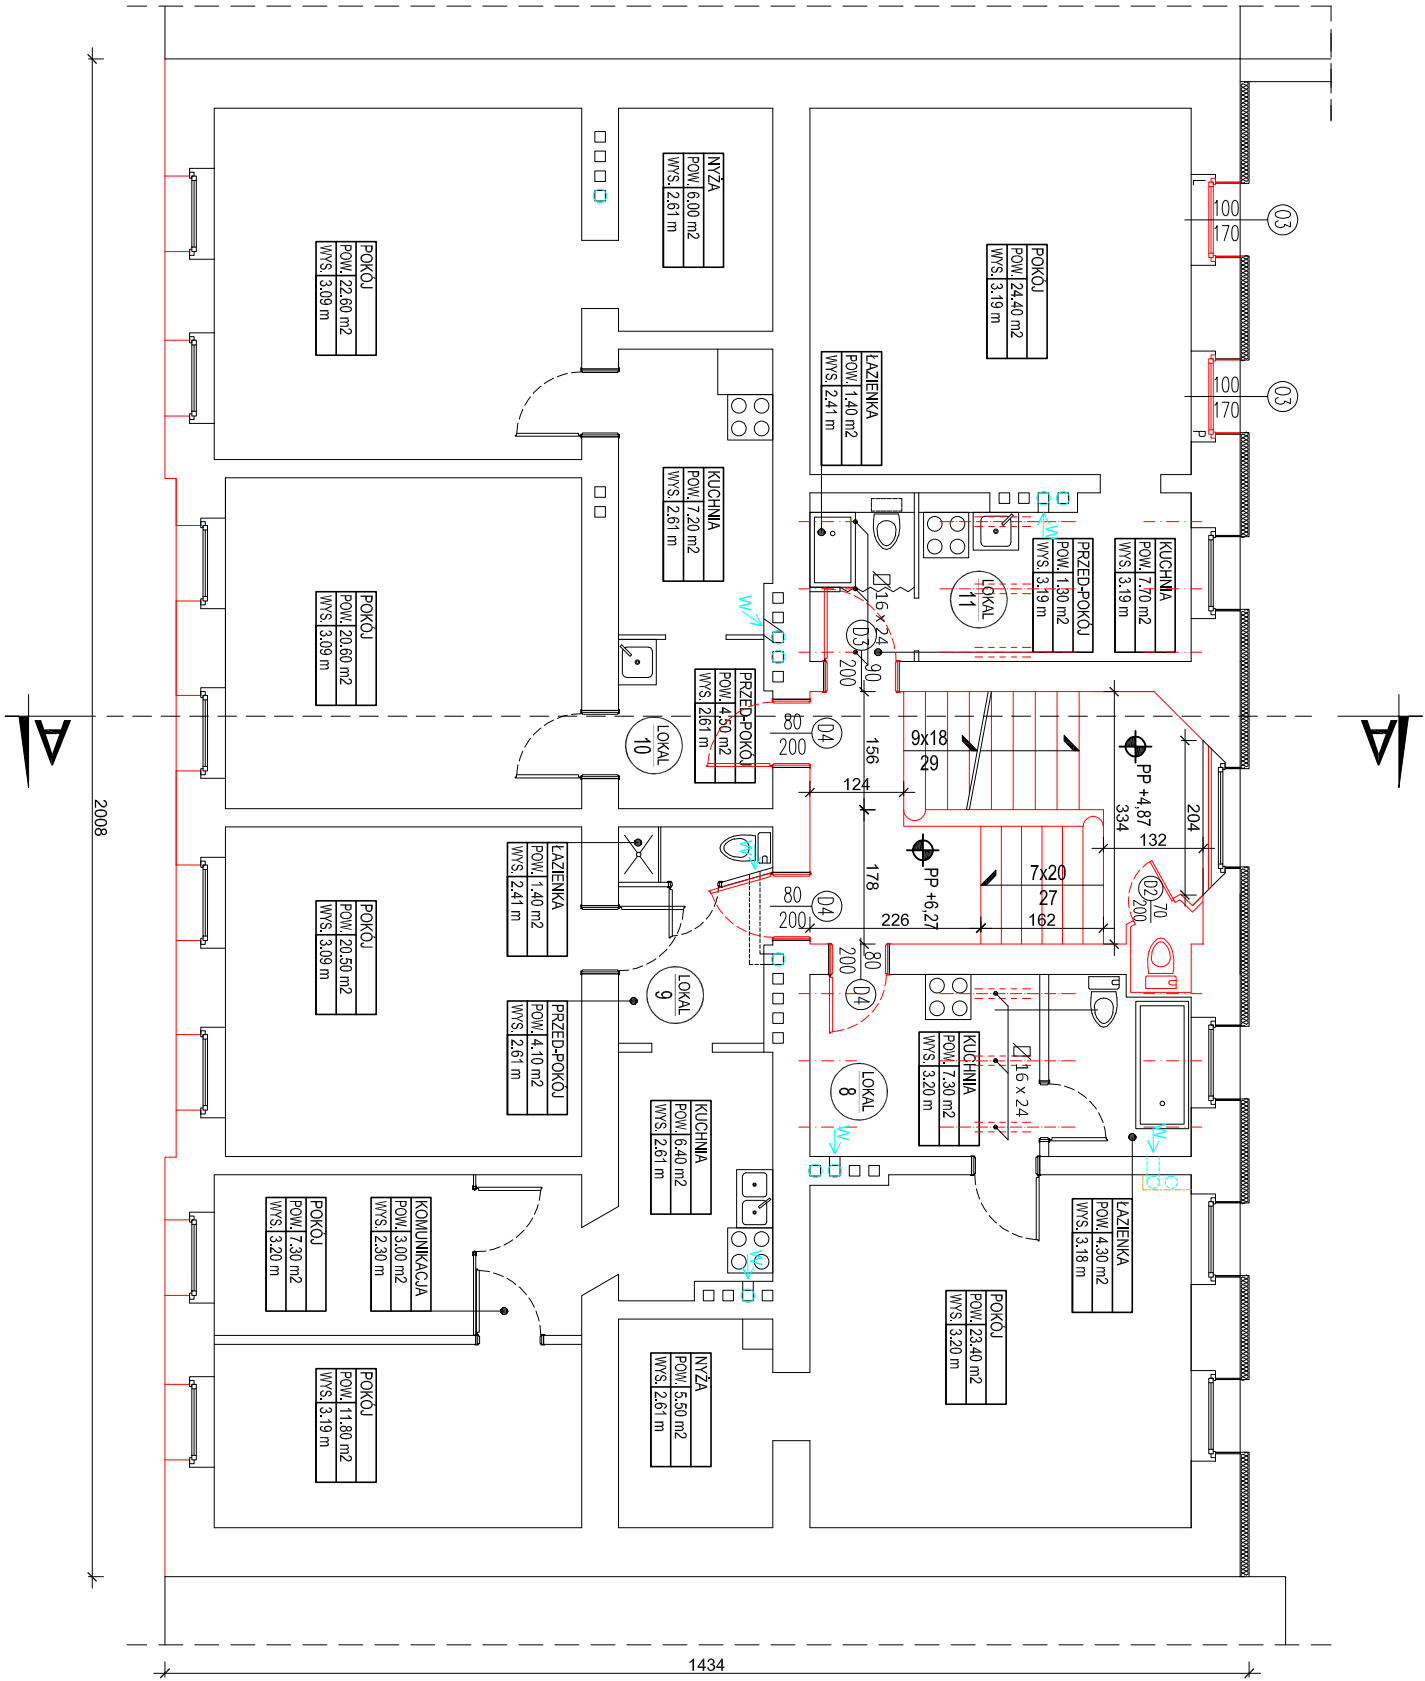 03
100
170
03
100
170
NYŻA
POW. 6.00 m2
WYS. 2.61 m
POKÓJ
POW. 22.60 m2
WYS. 3.09 m
POKÓJ
POW. 24.40 m2
WYS. 3.19 m
ŁAZIENKA
POW. 1.40 m2
WYS. 2.41 m
KUCHNIA
POW. 7.20 m2
WYS. 2.61 m
W
KUCHNIA
POW. 7.70 m2
WYS. 3.19 m
PRZED-POKÓJ
POW. 1.30 m2
WYS. 3.19 m
LOKAL
11
16 x 24
W
POKÓJ
POW. 20.60 m2
WYS. 3.09 m
D3
90
200
PRZED-POKÓJ
POW. 4.50 m2
WYS. 2.61 m
LOKAL
10
80
200
D4
156
9x18
29
124
PP +4,87
334
204
132
A
A
2008
178
PP +6,27
7x20
27
226
162
D2
70
200
80
200
D4
W
ŁAZIENKA
POW. 1.40 m2
WYS. 2.41 m
POKÓJ
POW. 20.50 m2
WYS. 3.09 m
LOKAL
9
80
200
D4
PRZED-POKÓJ
POW. 4.10 m2
WYS. 2.61 m
KUCHNIA
POW. 7.30 m2
WYS. 3.20 m
16 x 24
LOKAL
8
W
W
KUCHNIA
POW. 6.40 m2
WYS. 2.61 m
W
ŁAZIENKA
POW. 4.30 m2
WYS. 3.18 m
KOMUNIKACJA
POW. 3.00 m2
WYS. 2.30 m
POKÓJ
POW. 7.30 m2
WYS. 3.20 m
POKÓJ
POW. 23.40 m2
WYS. 3.20 m
NYŻA
POW. 5.50 m2
WYS. 2.61 m
POKÓJ
POW. 11.80 m2
WYS. 3.19 m
1434